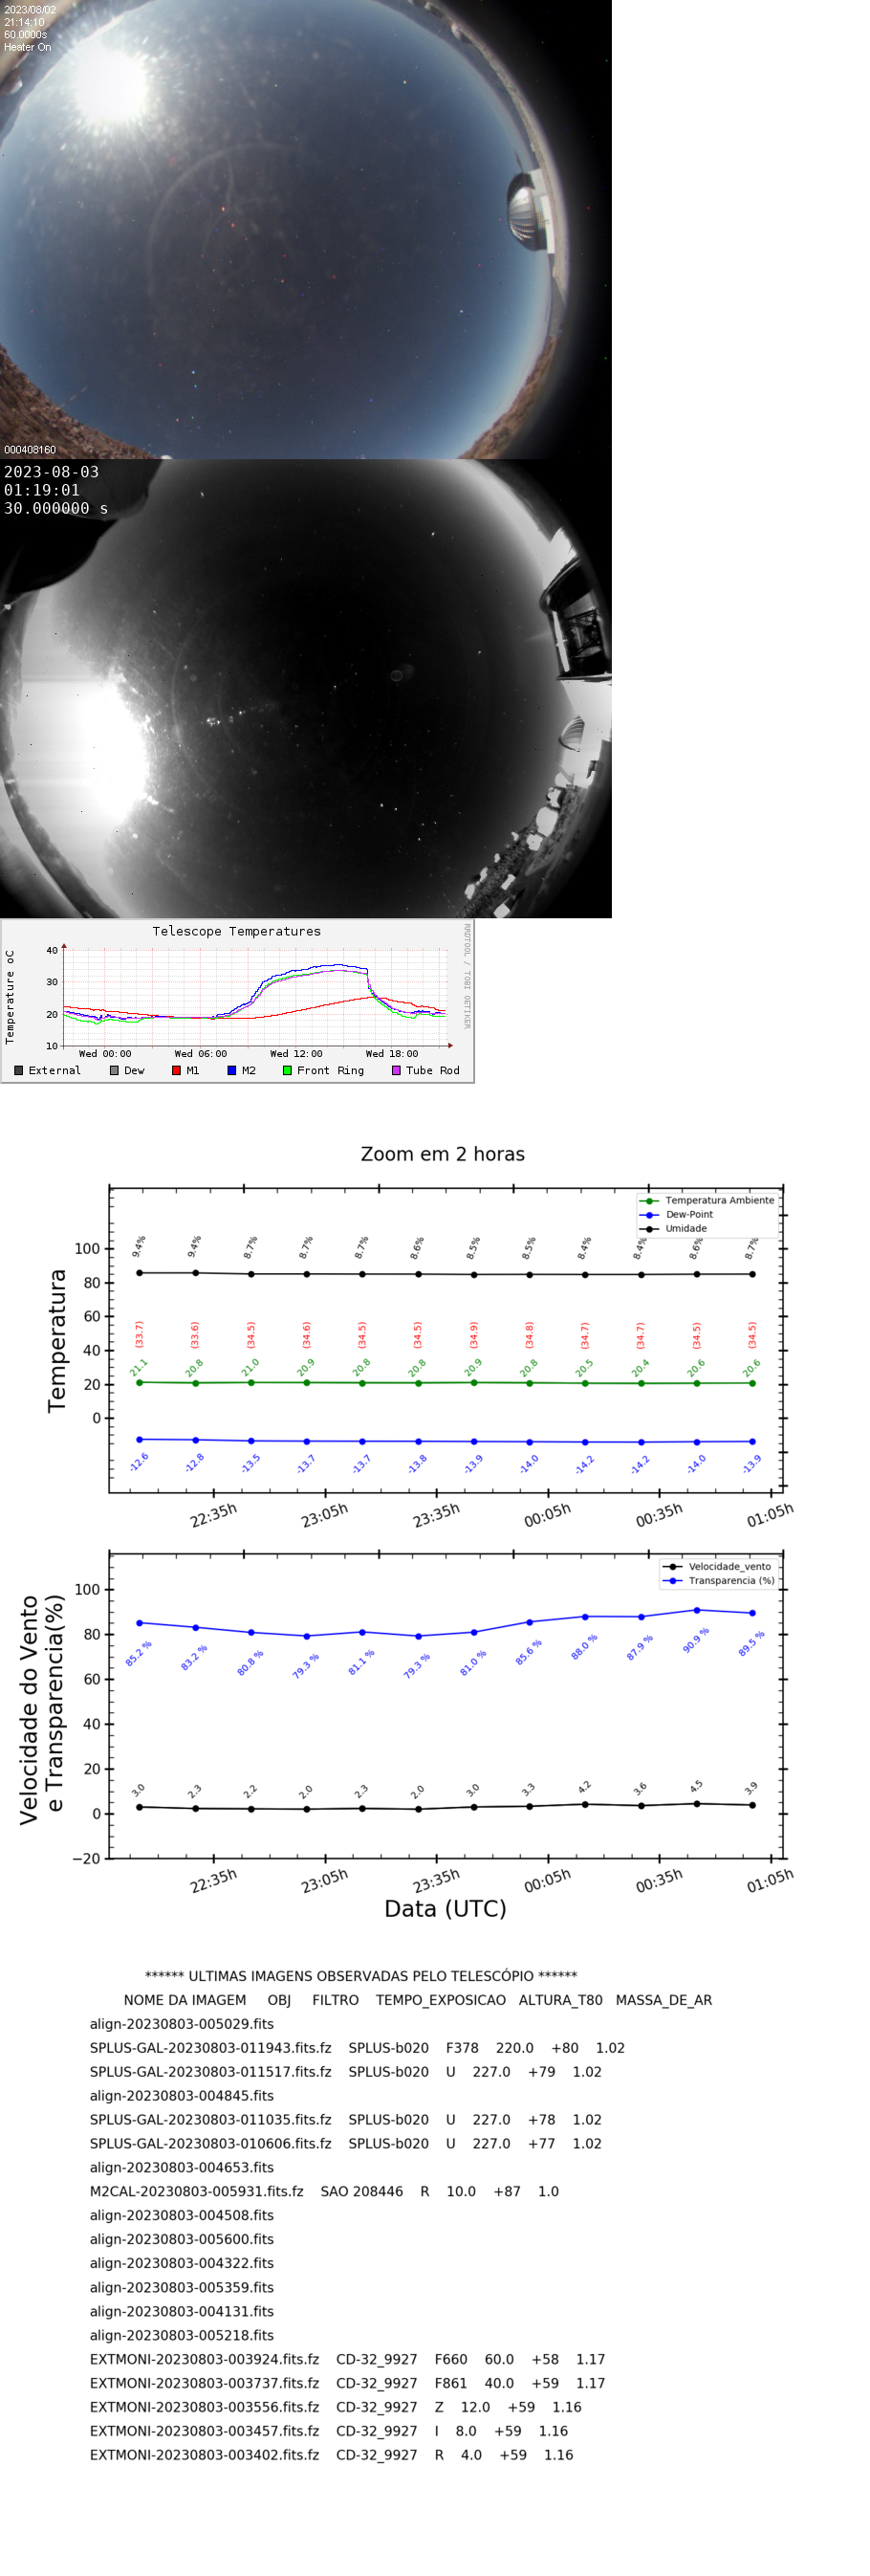 2023/08/02
21:14:10
60.0000s
Heater On
000408160
2023-08-03
01:19:01
30.000000 s
Telescope Temperatures
RRDTOOL / TOBI OETIKER
Temperature oC
40
30
20
10
Wed 00:00 Wed 06:00 Wed 12:00 Wed 18:00
External Dew M1 M2 Front Ring Tube Rod
Zoom em 2 horas
Temperatura Ambiente
Dew-Point
Umidade
Temperatura
100
80
60
40
20
0
9.4% 9.4% 8.7% 8.7% 8.7% 8.6% 8.5% 8.5% 8.4% 8.4% 8.6% 8.7%
(33.7) (33.6) (34.5) (34.6) (34.5) (34.5) (34.9) (34.8) (34.7) (34.7) (34.5) (34.5)
21.1 20.8 21.0 20.9 20.8 20.8 20.9 20.8 20.5 20.4 20.6 20.6
-12.6 -12.8 -13.5 -13.7 -13.7 -13.8 -13.9 -14.0 -14.2 -14.2 -14.0 -13.9
22:35h 23:05h 23:35h 00:05h 00:35h 01:05h
Velocidade_vento
Transparencia (%)
Velocidade do Vento
e Transparencia(%)
100
80
60
40
20
0
−20
85.2 % 83.2 % 80.8 % 79.3 % 81.1 % 79.3 % 81.0 % 85.6 % 88.0 % 87.9 % 90.9 % 89.5 %
3.0 2.3 2.2 2.0 2.3 2.0 3.0 3.3 4.2 3.6 4.5 3.9
22:35h 23:05h 23:35h 00:05h 00:35h 01:05h
Data (UTC)
****** ULTIMAS IMAGENS OBSERVADAS PELO TELESCÓPIO ******
NOME DA IMAGEM OBJ FILTRO TEMPO_EXPOSICAO ALTURA_T80 MASSA_DE_AR
align-20230803-005029.fits
SPLUS-GAL-20230803-011943.fits.fz SPLUS-b020 F378 220.0 +80 1.02
SPLUS-GAL-20230803-011517.fits.fz SPLUS-b020 U 227.0 +79 1.02
align-20230803-004845.fits
SPLUS-GAL-20230803-011035.fits.fz SPLUS-b020 U 227.0 +78 1.02
SPLUS-GAL-20230803-010606.fits.fz SPLUS-b020 U 227.0 +77 1.02
align-20230803-004653.fits
M2CAL-20230803-005931.fits.fz SAO 208446 R 10.0 +87 1.0
align-20230803-004508.fits
align-20230803-005600.fits
align-20230803-004322.fits
align-20230803-005359.fits
align-20230803-004131.fits
align-20230803-005218.fits
EXTMONI-20230803-003924.fits.fz CD-32_9927 F660 60.0 +58 1.17
EXTMONI-20230803-003737.fits.fz CD-32_9927 F861 40.0 +59 1.17
EXTMONI-20230803-003556.fits.fz CD-32_9927 Z 12.0 +59 1.16
EXTMONI-20230803-003457.fits.fz CD-32_9927 I 8.0 +59 1.16
EXTMONI-20230803-003402.fits.fz CD-32_9927 R 4.0 +59 1.16